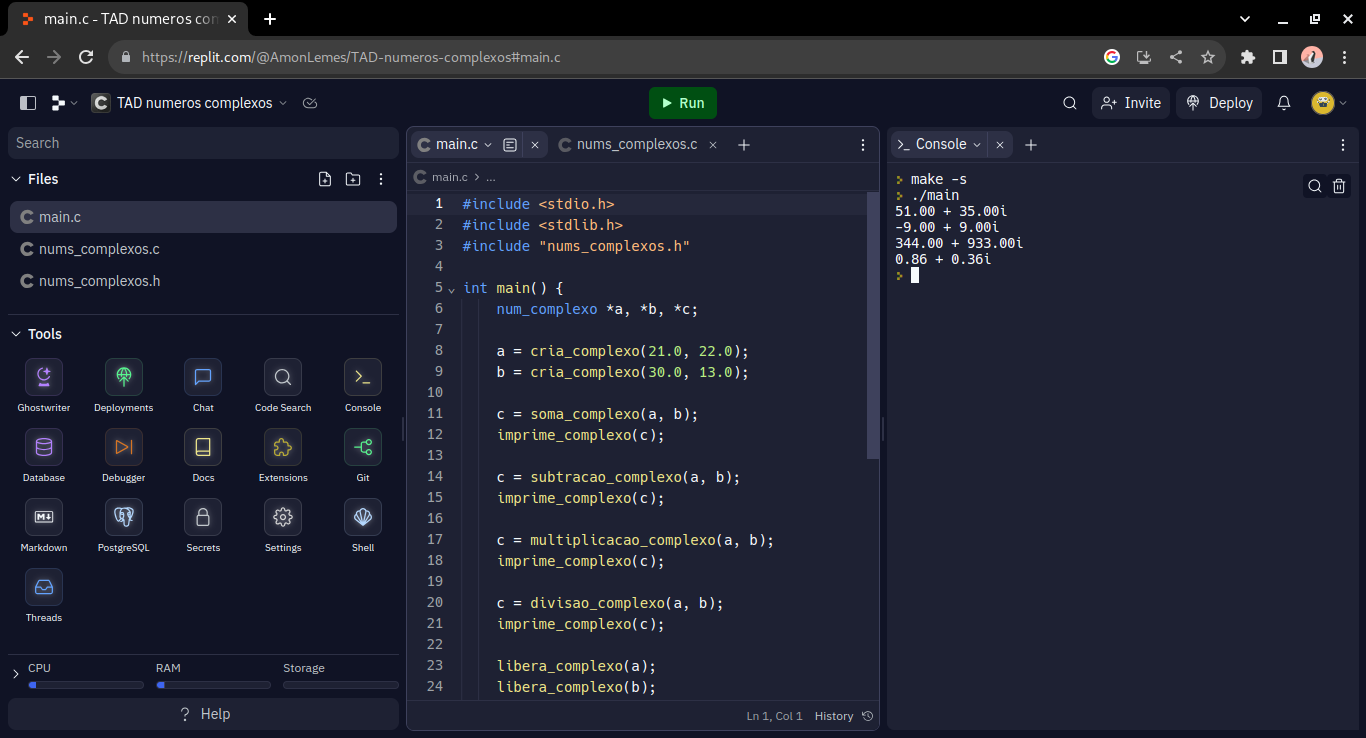 main.c - TAD numeros con
https://replit.com/@AmonLemes/TAD-numeros-complexos#main.c
C TAD numeros complexos
Run
Invite
Deploy
Search
Files
main.c
nums_complexos.c
nums_complexos.h
Tools
Ghostwriter
Deployments
Chat
Code Search
Console
Database
Debugger
Docs
Extensions
Git
Markdown
PostgreSQL
Secrets
Settings
Shell
Threads
CPU
RAM
Storage
? Help
main.c
nums_complexos.c
main.c > ...
1 #include <stdio.h>
2 #include <stdlib.h>
3 #include "nums_complexos.h"
4
5 int main() {
6 num_complexo *a, *b, *c;
7
8 a = cria_complexo(21.0, 22.0);
9 b = cria_complexo(30.0, 13.0);
10
11 c = soma_complexo(a, b);
12 imprime_complexo(c);
13
14 c = subtracao_complexo(a, b);
15 imprime_complexo(c);
16
17 c = multiplicacao_complexo(a, b);
18 imprime_complexo(c);
19
20 c = divisao_complexo(a, b);
21 imprime_complexo(c);
22
23 libera_complexo(a);
24 libera_complexo(b);
Ln 1, Col 1
History
Console
make -s
./main
51.00 + 35.00i
-9.00 + 9.00i
344.00 + 933.00i
0.86 + 0.36i